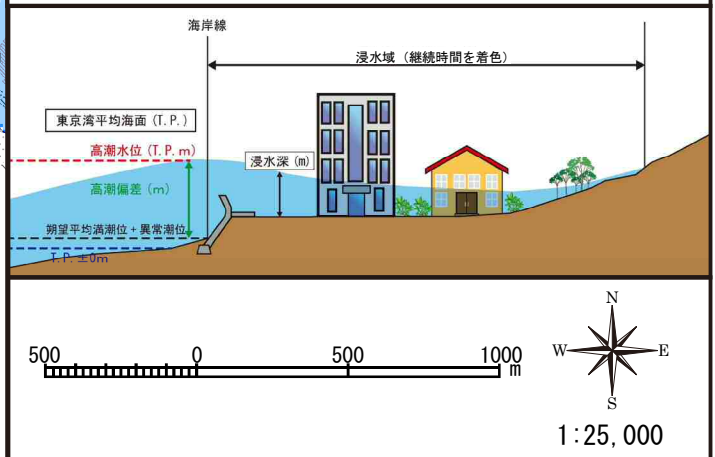 海岸線
浸水域（継続時間を着色）
東京湾平均海面（T.P.）
高潮水位（T.P. m）
浸水深（m）
高潮偏差（m）
朔望平均満潮位＋異常潮位
T.P.±0m
500 0 500 1000 m
N
W E
S
1:25,000